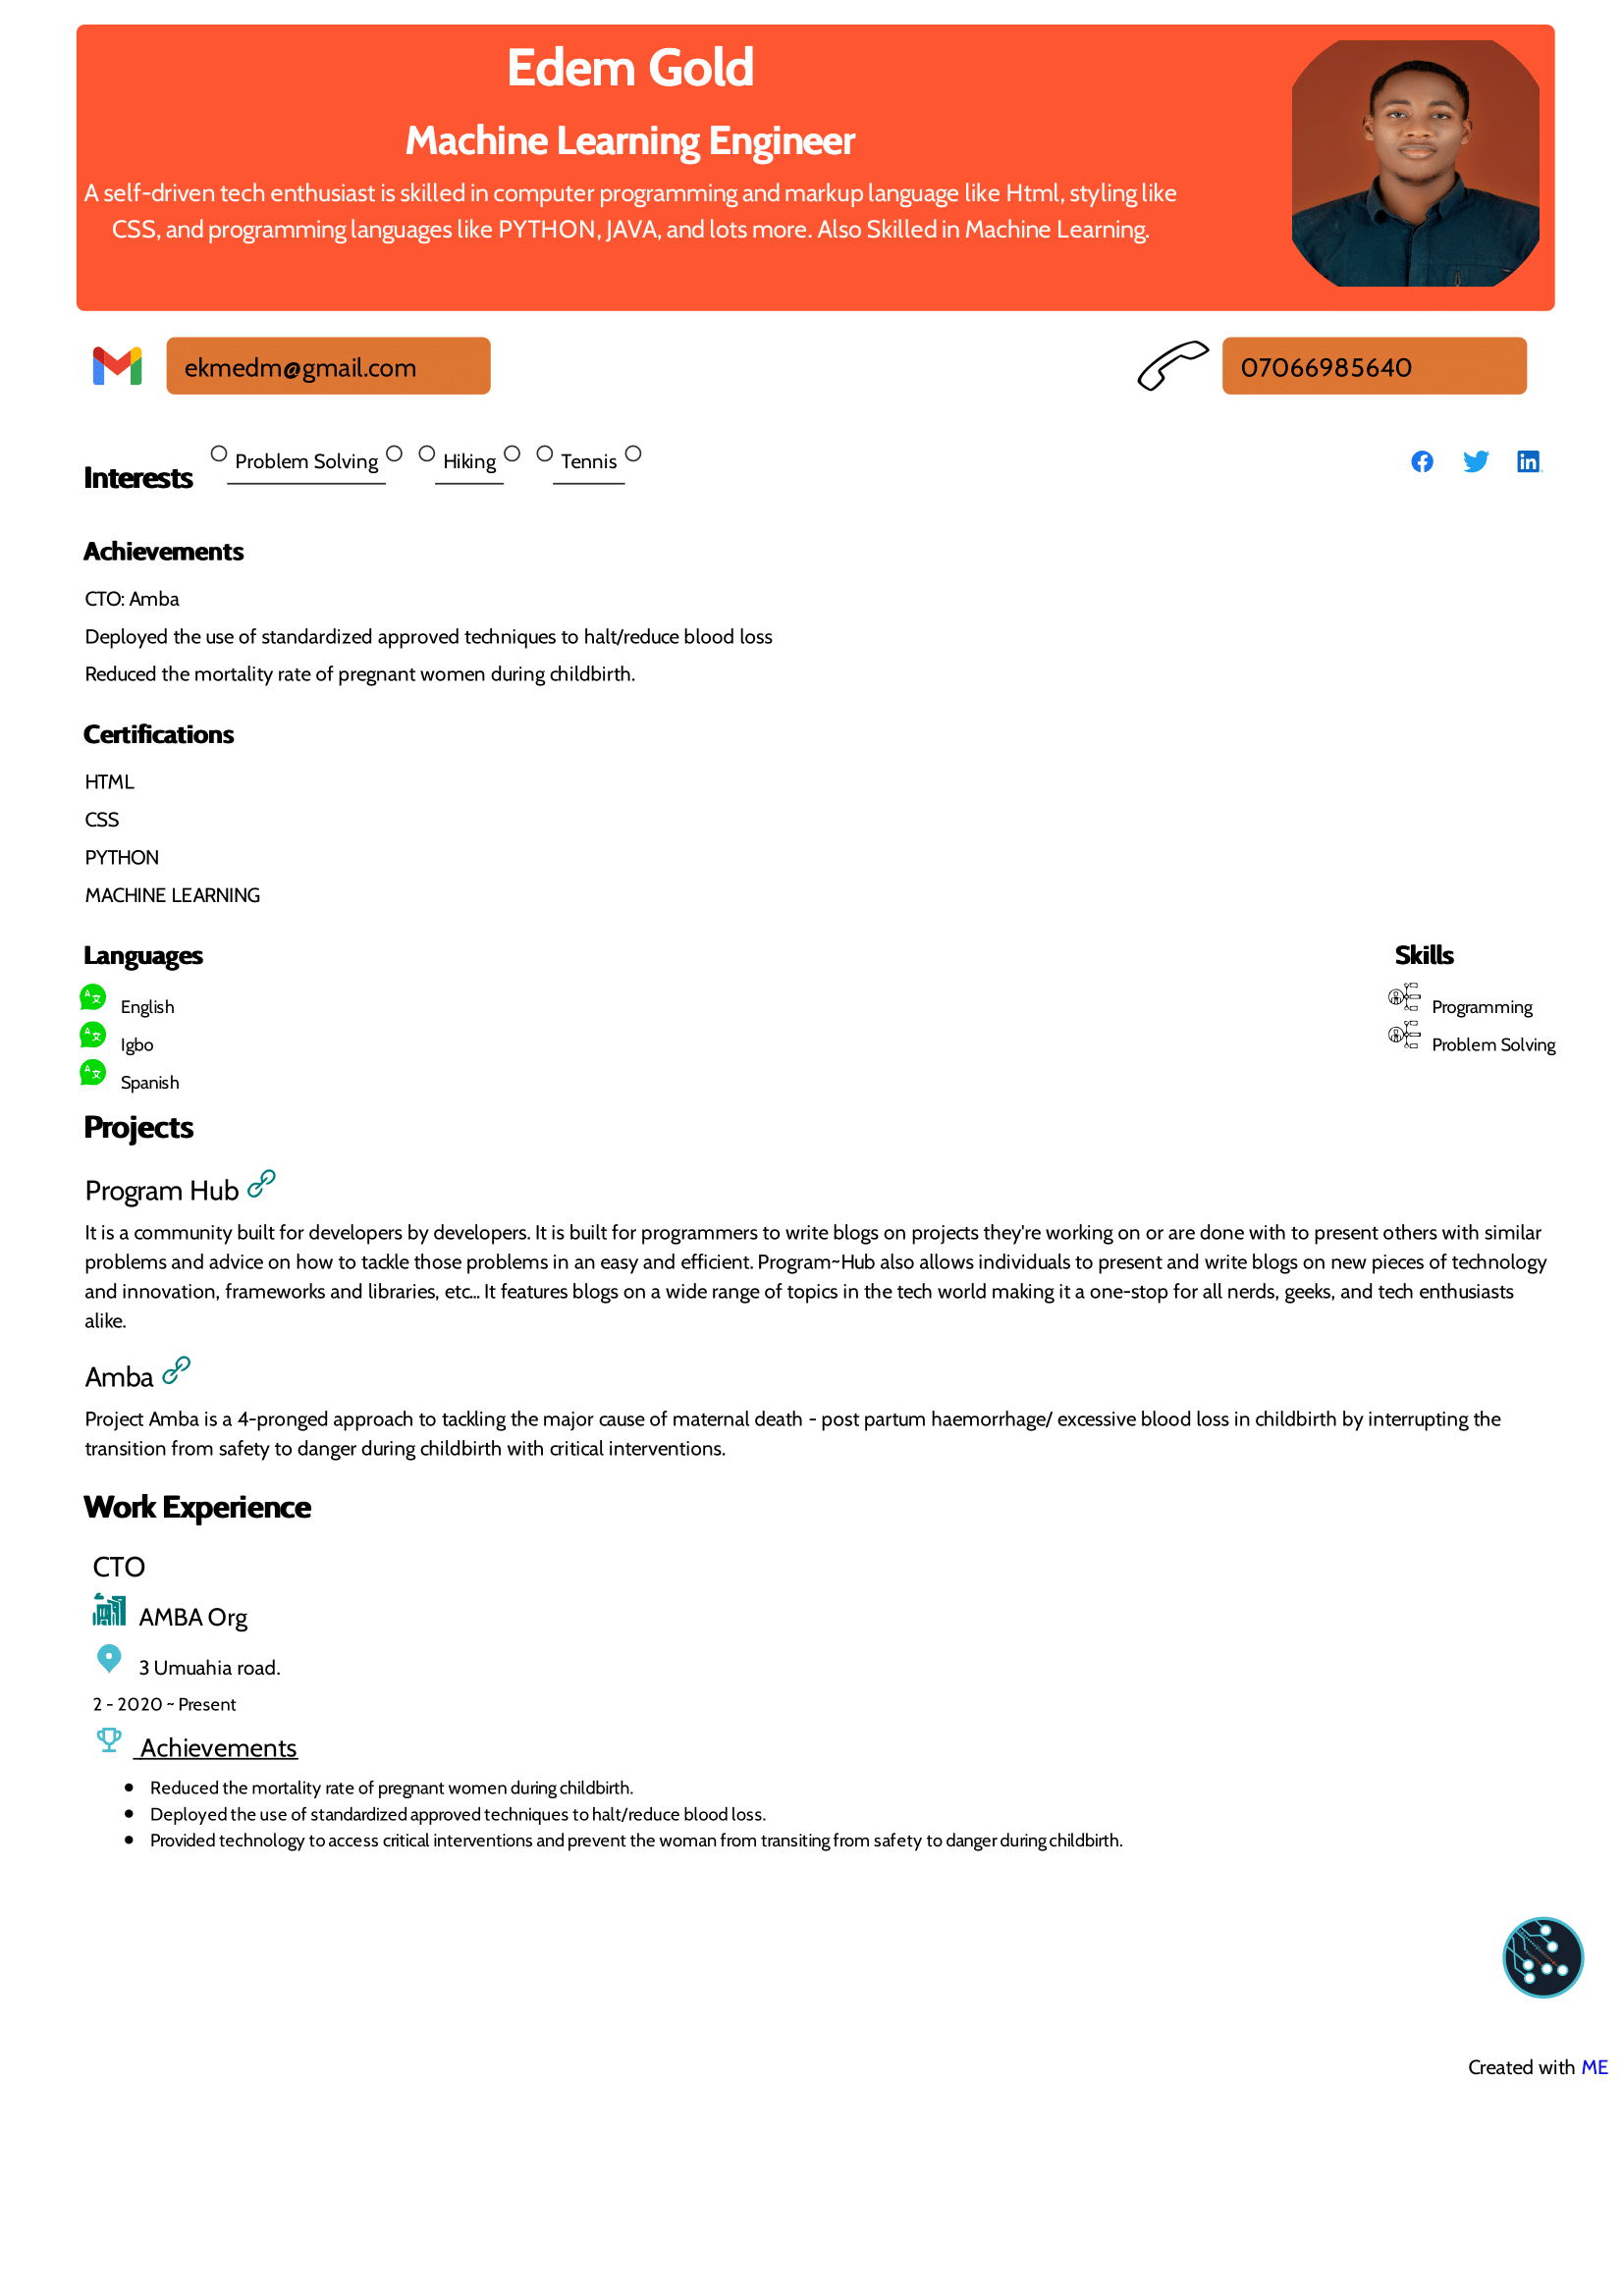 Edem Gold
Machine Learning Engineer
A self-driven tech enthusiast is skilled in computer programming and markup language like Html, styling like
CSS, and programming languages like PYTHON, JAVA, and lots more. Also Skilled in Machine Learning.
ekmedm@gmail.com
07066985640
Interests Problem Solving Hiking Tennis
Achievements
CTO: Amba
Deployed the use of standardized approved techniques to halt/reduce blood loss
Reduced the mortality rate of pregnant women during childbirth.
Certifications
HTML
CSS
PYTHON
MACHINE LEARNING
Languages
English
Igbo
Spanish
Skills
Programming
Problem Solving
Projects
Program Hub
It is a community built for developers by developers. It is built for programmers to write blogs on projects they're working on or are done with to present others with similar
problems and advice on how to tackle those problems in an easy and efficient. Program~Hub also allows individuals to present and write blogs on new pieces of technology
and innovation, frameworks and libraries, etc... It features blogs on a wide range of topics in the tech world making it a one-stop for all nerds, geeks, and tech enthusiasts
alike.
Amba
Project Amba is a 4-pronged approach to tackling the major cause of maternal death - post partum haemorrhage/ excessive blood loss in childbirth by interrupting the
transition from safety to danger during childbirth with critical interventions.
Work Experience
CTO
AMBA Org
3 Umuahia road.
2 - 2020 ~ Present
Achievements
● Reduced the mortality rate of pregnant women during childbirth.
● Deployed the use of standardized approved techniques to halt/reduce blood loss.
● Provided technology to access critical interventions and prevent the woman from transiting from safety to danger during childbirth.
Created with ME